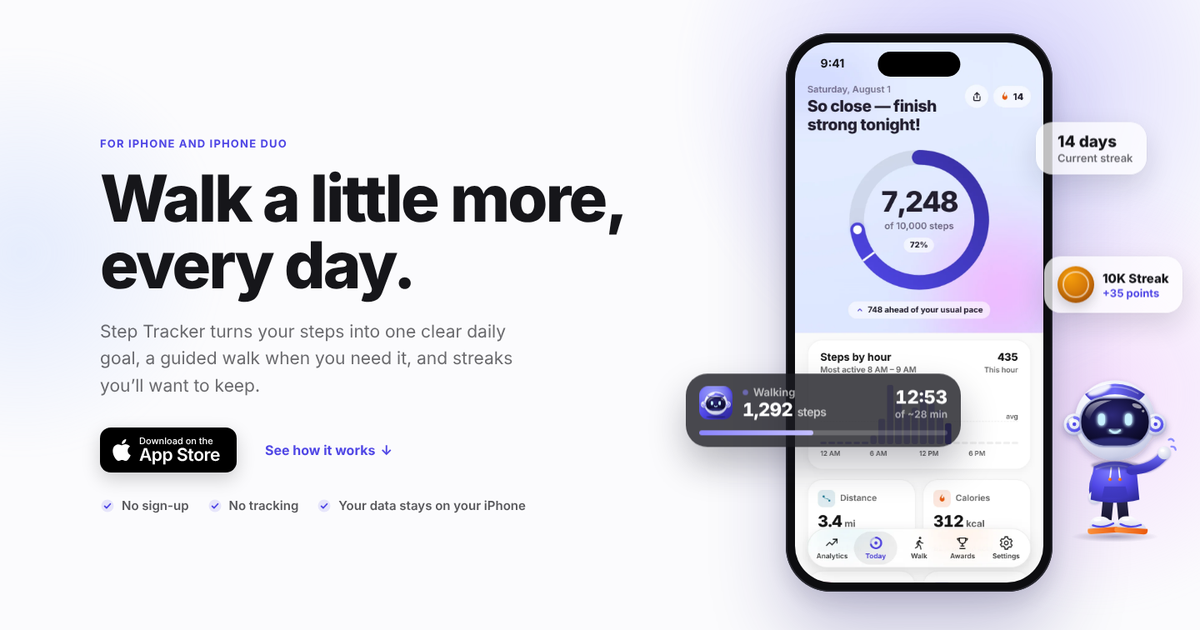 FOR IPHONE AND IPHONE DUO
Walk a little more,
every day.
Step Tracker turns your steps into one clear daily
goal, a guided walk when you need it, and streaks
you’ll want to keep.
Download on the
App Store
See how it works ↓
No sign-up
No tracking
Your data stays on your iPhone
9:41
Saturday, August 1
So close — finish
strong tonight!
14
7,248
of 10,000 steps
72%
748 ahead of your usual pace
14 days
Current streak
10K Streak
+35 points
Steps by hour
435
Most active 8 AM – 9 AM
This hour
Walking
1,292 steps
12:53
of ~28 min
avg
12 AM
6 AM
12 PM
6 PM
Distance
3.4 mi
Calories
312 kcal
Analytics
Today
Walk
Awards
Settings